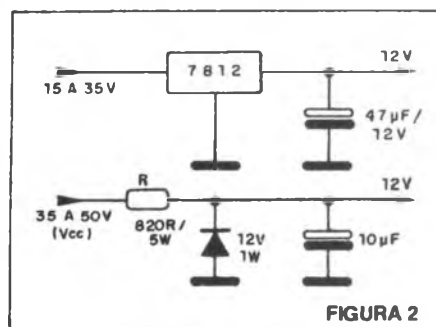 7812
12V
15 A 35V
47µF/
12V
R
12V
35 A 50V
(Vcc)
820R/
5W
12V
1W
10µF
FIGURA 2